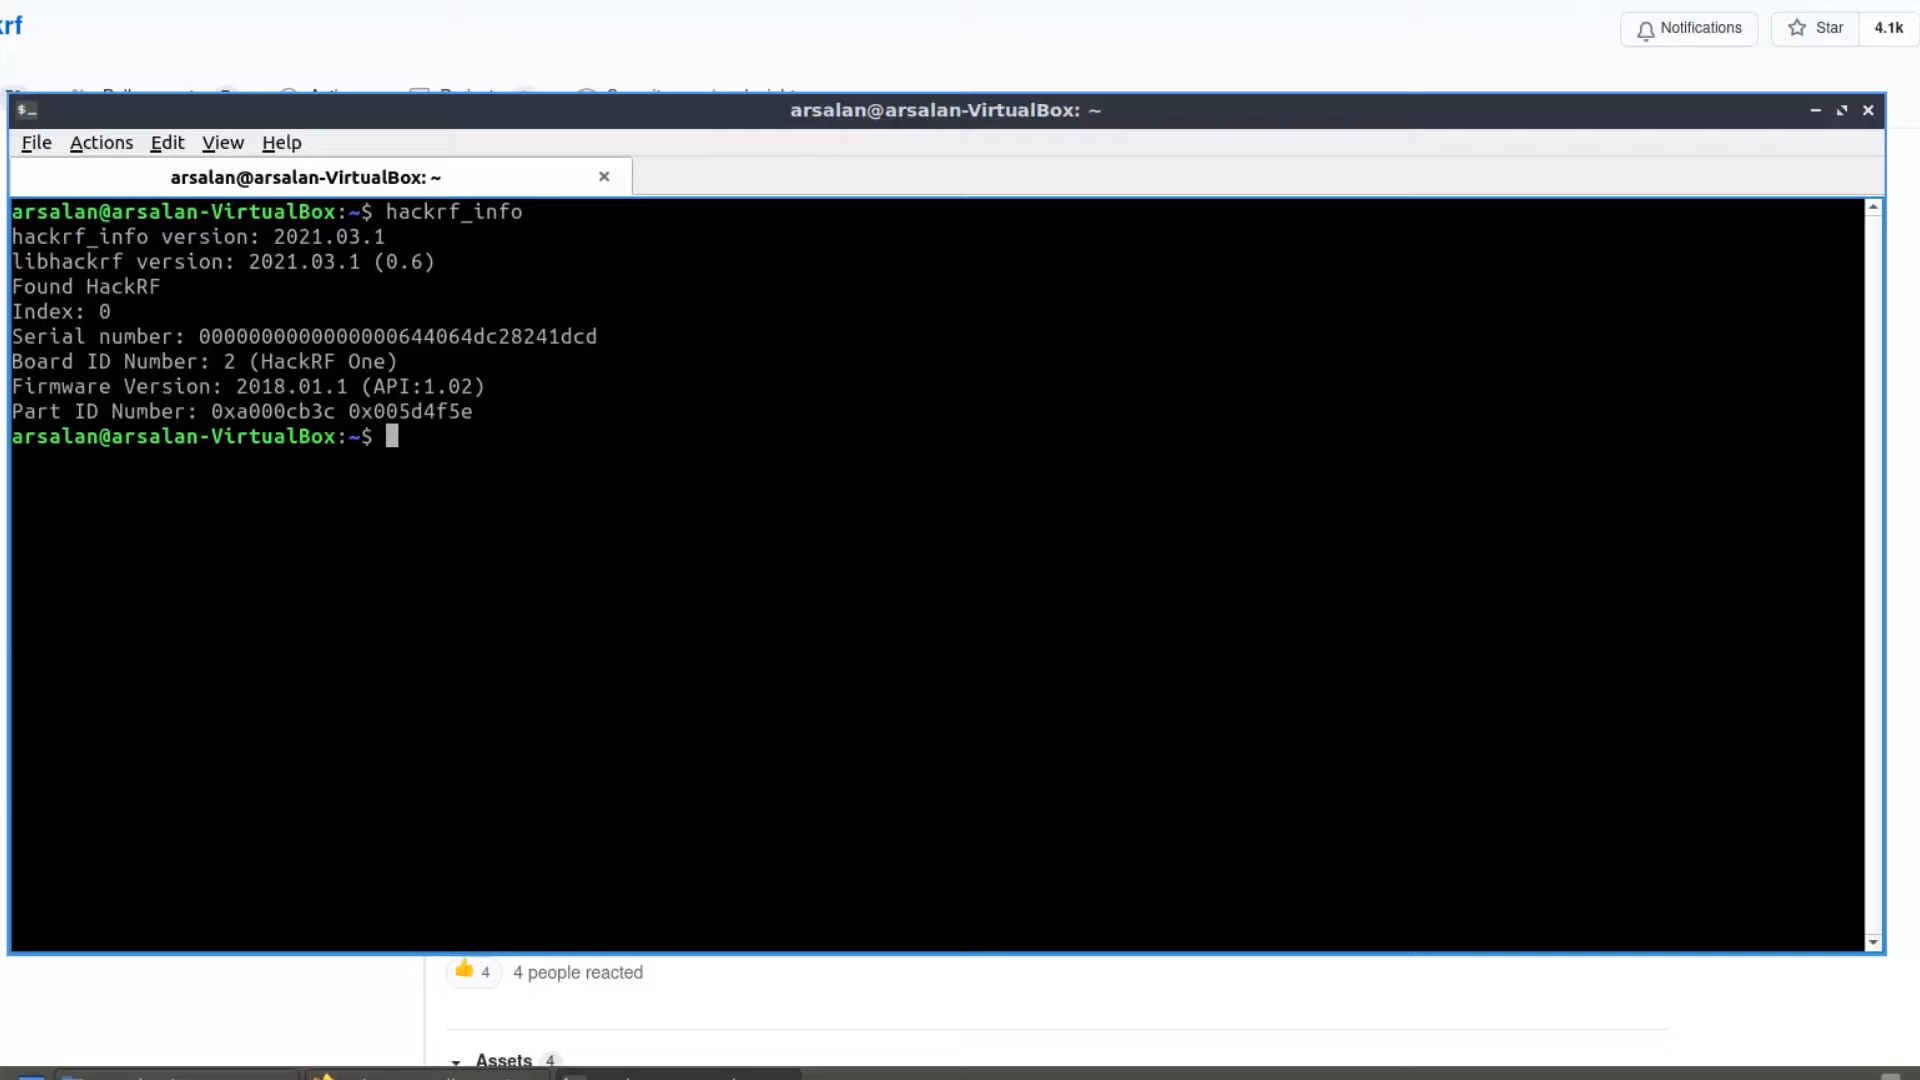 Notifications
Star
4.1k
arsalan@arsalan-VirtualBox: ~
File Actions Edit View Help
arsalan@arsalan-VirtualBox: ~
arsalan@arsalan-VirtualBox:~$ hackrf_info
hackrf_info version: 2021.03.1
libhackrf version: 2021.03.1 (0.6)
Found HackRF
Index: 0
Serial number: 0000000000000000644064dc28241dcd
Board ID Number: 2 (HackRF One)
Firmware Version: 2018.01.1 (API:1.02)
Part ID Number: 0xa000cb3c 0x005d4f5e
arsalan@arsalan-VirtualBox:~$
4 4 people reacted
Assets 4